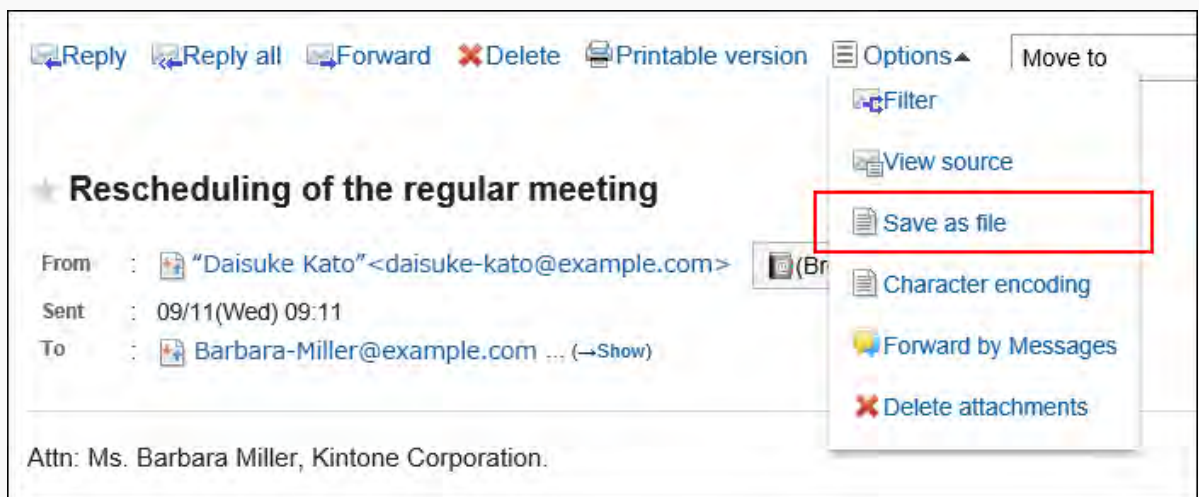 Reply Reply all Forward Delete Printable version Options▲ Move to
Filter
View source
Rescheduling of the regular meeting
Save as file
From : "Daisuke Kato"<daisuke-kato@example.com> (Br
Character encoding
Sent : 09/11(Wed) 09:11
To : Barbara-Miller@example.com ... (→Show)
Forward by Messages
Delete attachments
Attn: Ms. Barbara Miller, Kintone Corporation.